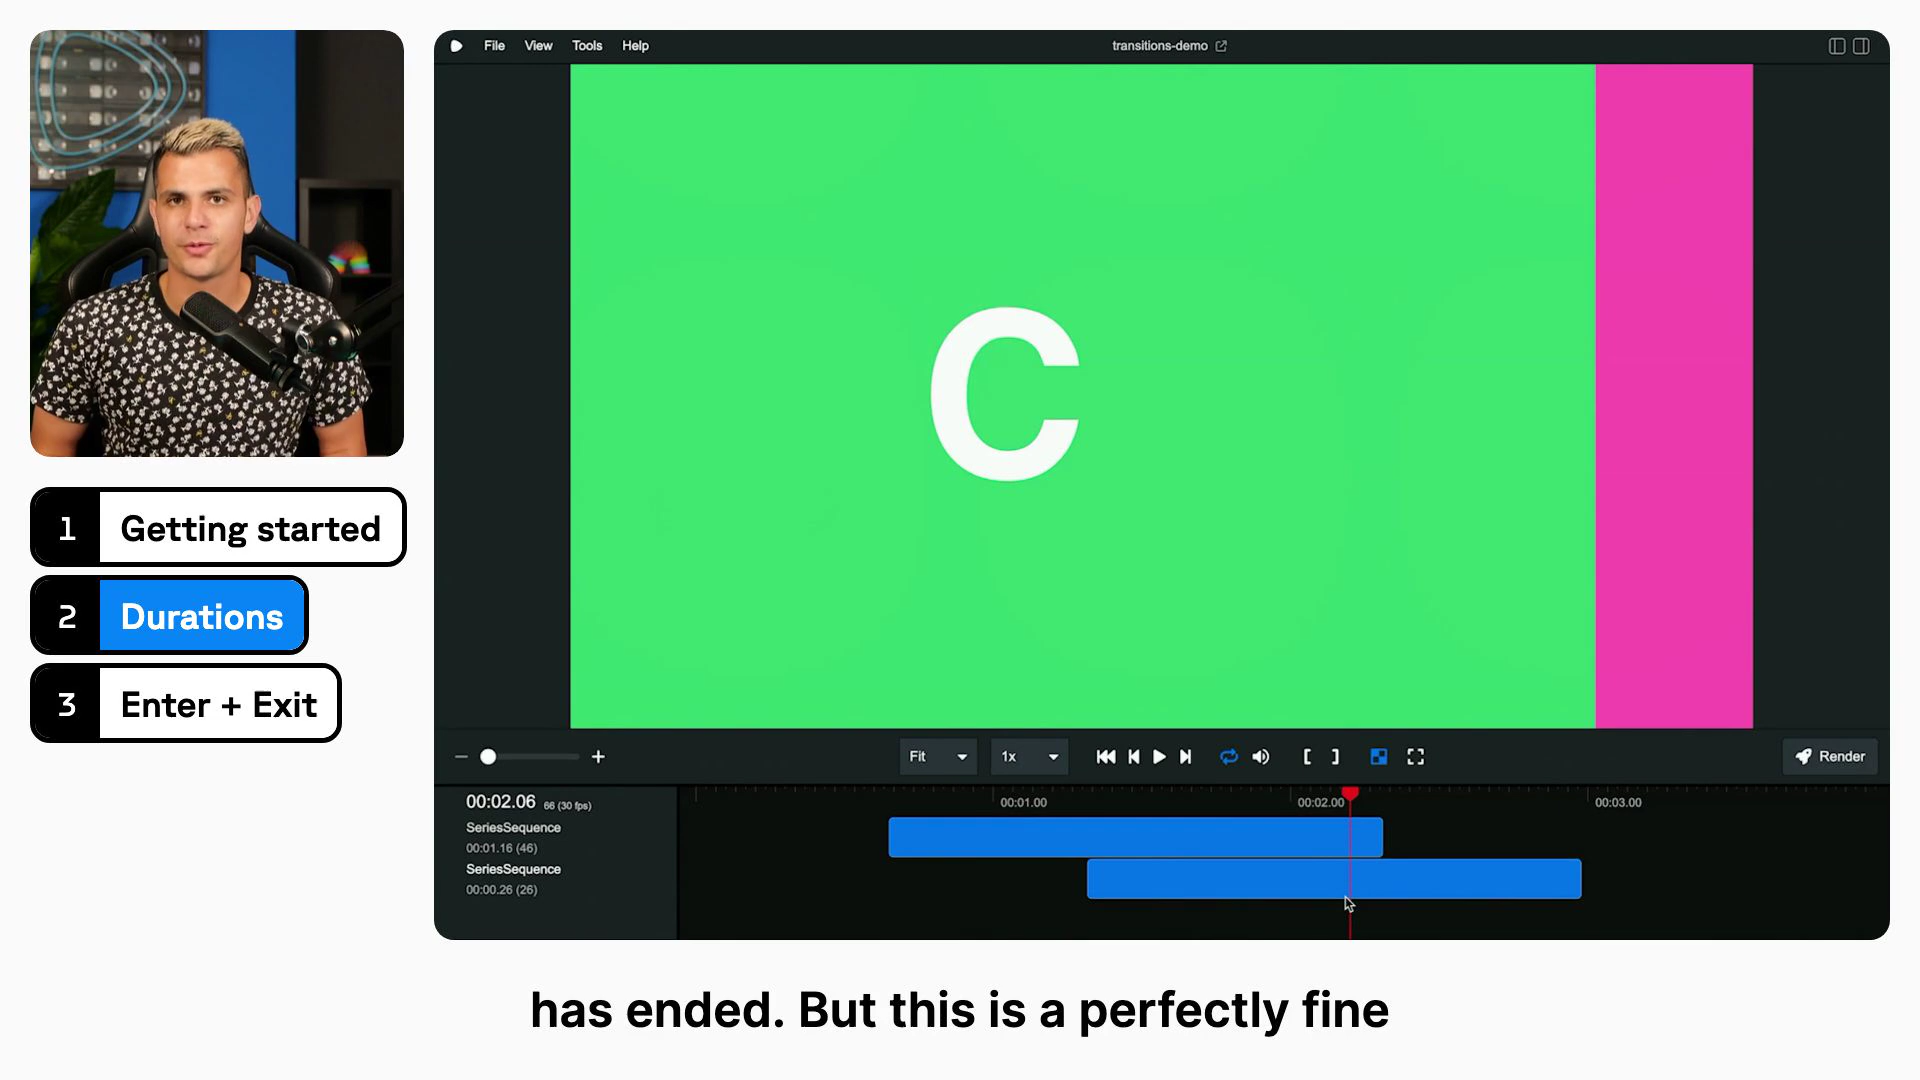 File View Tools Help
transitions-demo
C
1 Getting started
2 Durations
3 Enter + Exit
Fit
1x
[ ]
Render
00:02.06 66 (30 fps)
00:01.00
00:02.00
00:03.00
SeriesSequence
00:01.16 (46)
SeriesSequence
00:00.26 (26)
has ended. But this is a perfectly fine